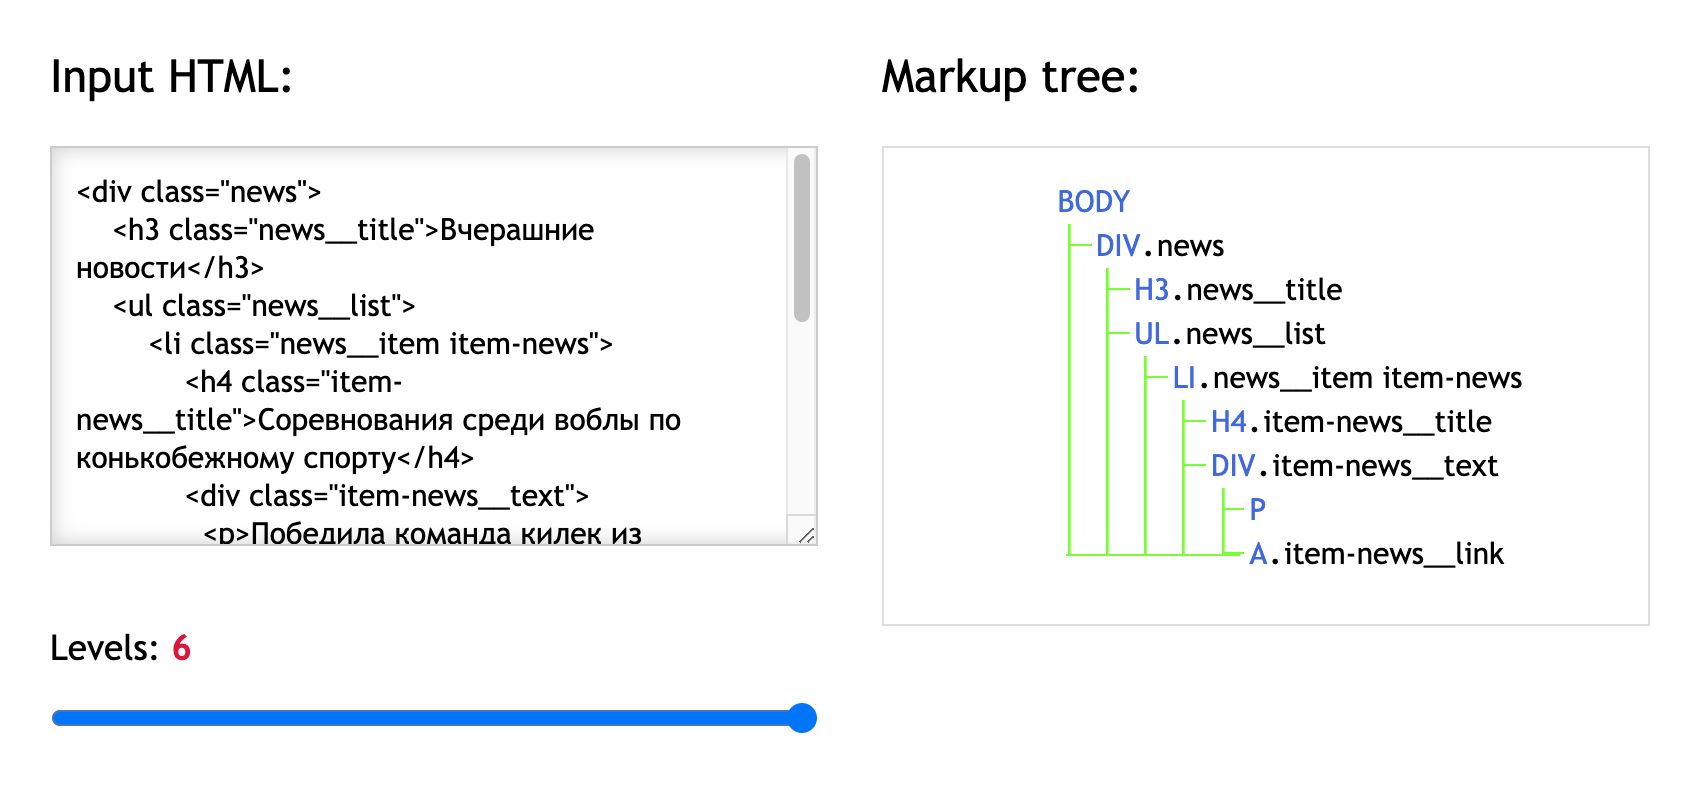 Input HTML:
<div class="news">
<h3 class="news__title">Вчерашние
новости</h3>
<ul class="news__list">
<li class="news__item item-news">
<h4 class="item-
news__title">Соревнования среди воблы по
конькобежному спорту</h4>
<div class="item-news__text">
<p>Победила команда килек из
Levels: 6
Markup tree:
BODY
DIV.news
H3.news__title
UL.news__list
LI.news__item item-news
H4.item-news__title
DIV.item-news__text
P
A.item-news__link